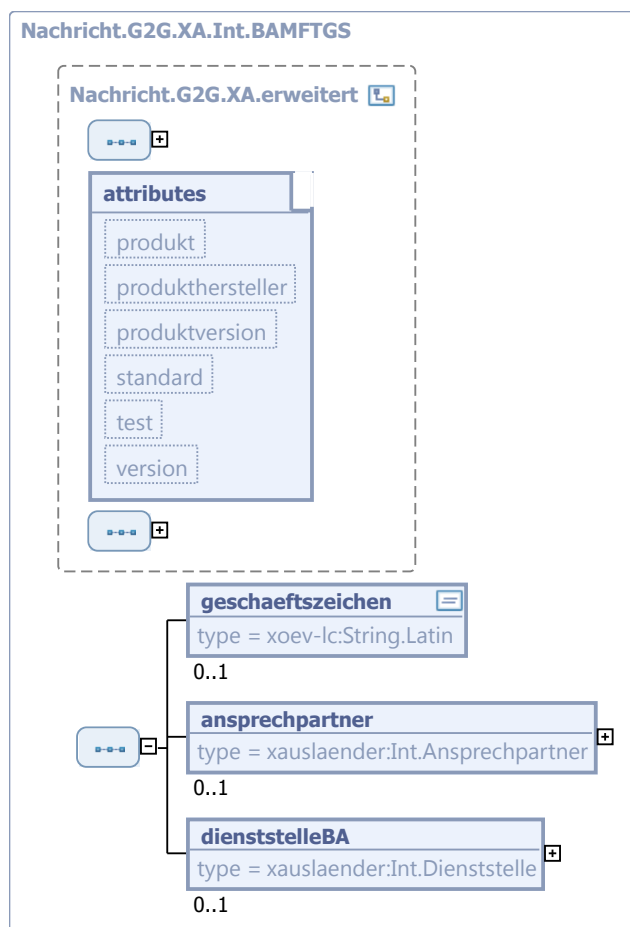 Nachricht.G2G.XA.Int.BAMFTGS
Nachricht.G2G.XA.erweitert
attributes
produkt
produkthersteller
produktversion
standard
test
version
geschaeftszeichen
type = xoev-lc:String.Latin
0..1
ansprechpartner
type = xauslaender:Int.Ansprechpartner
0..1
dienststelleBA
type = xauslaender:Int.Dienststelle
0..1